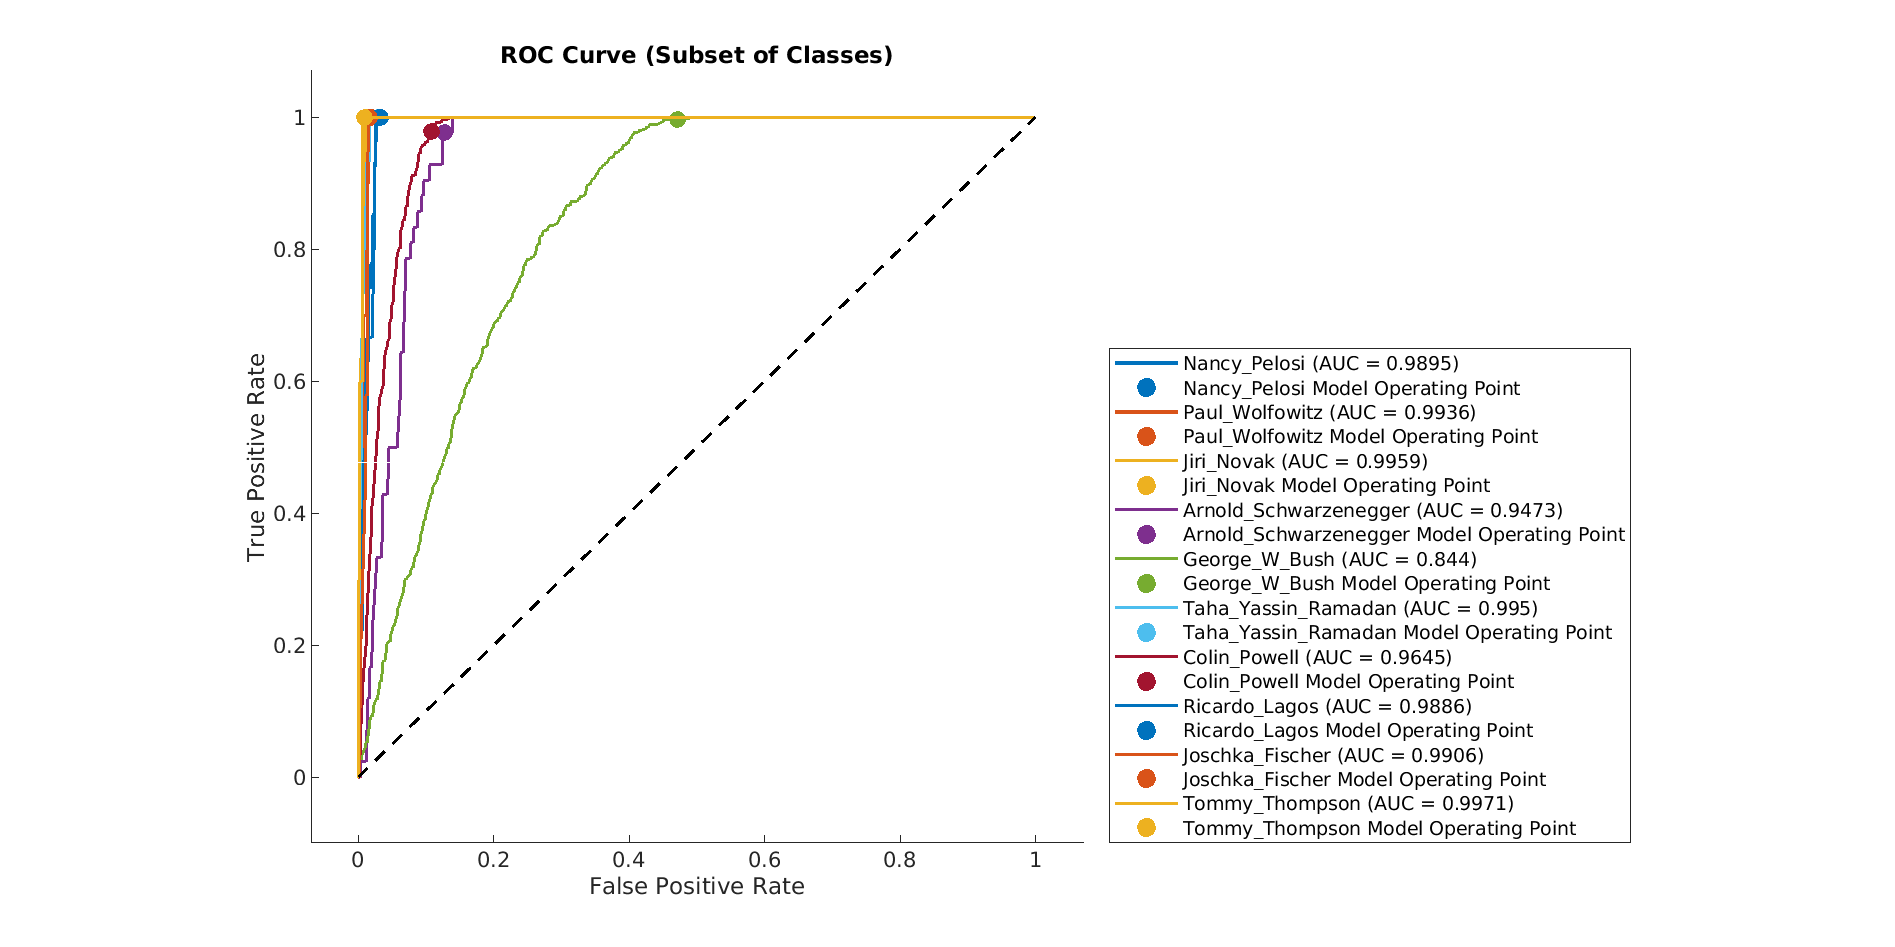 ROC Curve (Subset of Classes)
True Positive Rate
1
0.8
0.6
0.4
0.2
0
0 0.2 0.4 0.6 0.8 1
False Positive Rate
Nancy_Pelosi (AUC = 0.9895)
Nancy_Pelosi Model Operating Point
Paul_Wolfowitz (AUC = 0.9936)
Paul_Wolfowitz Model Operating Point
Jiri_Novak (AUC = 0.9959)
Jiri_Novak Model Operating Point
Arnold_Schwarzenegger (AUC = 0.9473)
Arnold_Schwarzenegger Model Operating Point
George_W_Bush (AUC = 0.844)
George_W_Bush Model Operating Point
Taha_Yassin_Ramadan (AUC = 0.995)
Taha_Yassin_Ramadan Model Operating Point
Colin_Powell (AUC = 0.9645)
Colin_Powell Model Operating Point
Ricardo_Lagos (AUC = 0.9886)
Ricardo_Lagos Model Operating Point
Joschka_Fischer (AUC = 0.9906)
Joschka_Fischer Model Operating Point
Tommy_Thompson (AUC = 0.9971)
Tommy_Thompson Model Operating Point